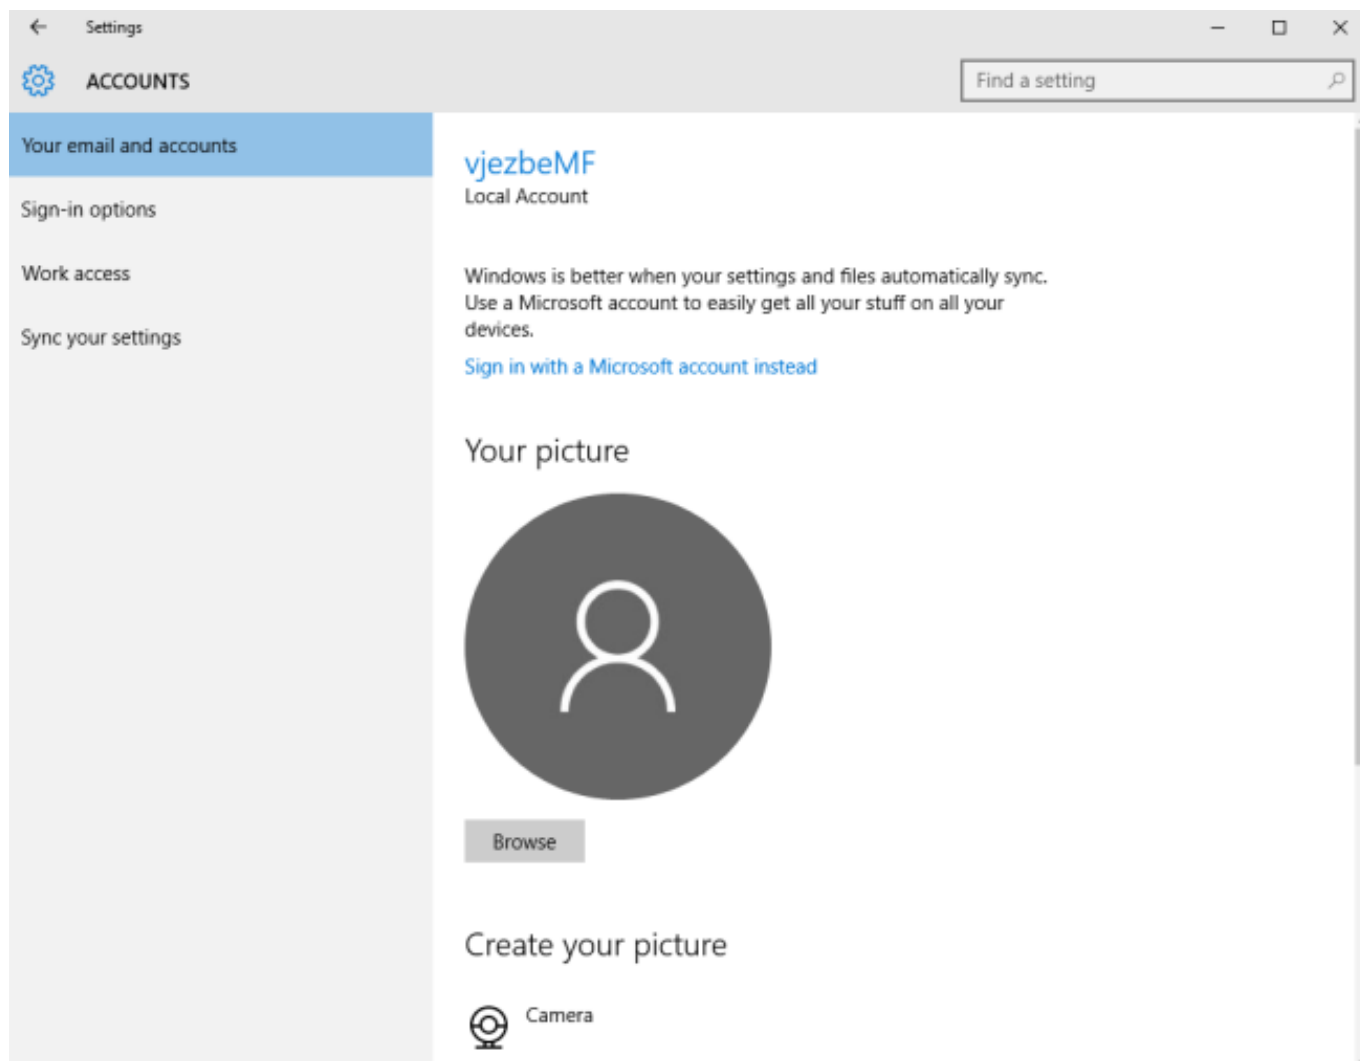 Settings
ACCOUNTS
Find a setting
Your email and accounts
Sign-in options
Work access
Sync your settings
vjezbeMF
Local Account
Windows is better when your settings and files automatically sync.
Use a Microsoft account to easily get all your stuff on all your
devices.
Sign in with a Microsoft account instead
Your picture
Browse
Create your picture
Camera